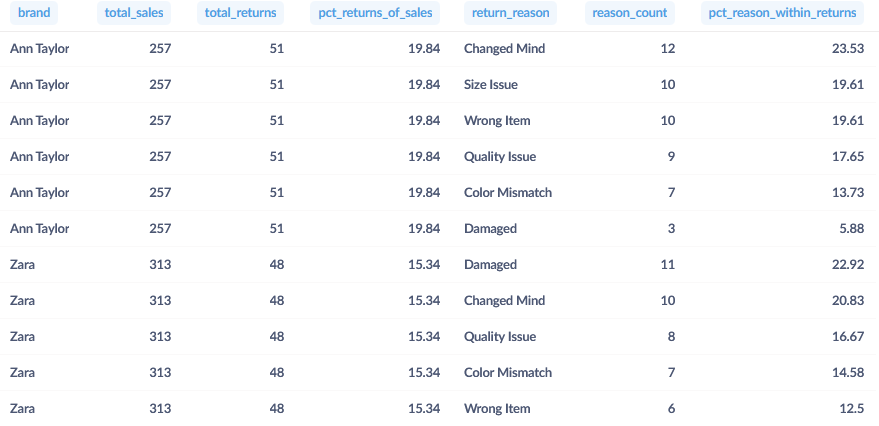 brand total_sales total_returns pct_returns_of_sales return_reason reason_count pct_reason_within_returns
Ann Taylor 257 51 19.84 Changed Mind 12 23.53
Ann Taylor 257 51 19.84 Size Issue 10 19.61
Ann Taylor 257 51 19.84 Wrong Item 10 19.61
Ann Taylor 257 51 19.84 Quality Issue 9 17.65
Ann Taylor 257 51 19.84 Color Mismatch 7 13.73
Ann Taylor 257 51 19.84 Damaged 3 5.88
Zara 313 48 15.34 Damaged 11 22.92
Zara 313 48 15.34 Changed Mind 10 20.83
Zara 313 48 15.34 Quality Issue 8 16.67
Zara 313 48 15.34 Color Mismatch 7 14.58
Zara 313 48 15.34 Wrong Item 6 12.5